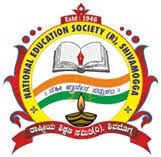 Estd : 1946
NATIONAL EDUCATION SOCIETY (R), SHIVAMOGGA
ರಾಷ್ಟ್ರೀಯ ಶಿಕ್ಷಣ ಸಮಿತಿ(ರಿ), ಶಿವಮೊಗ್ಗ